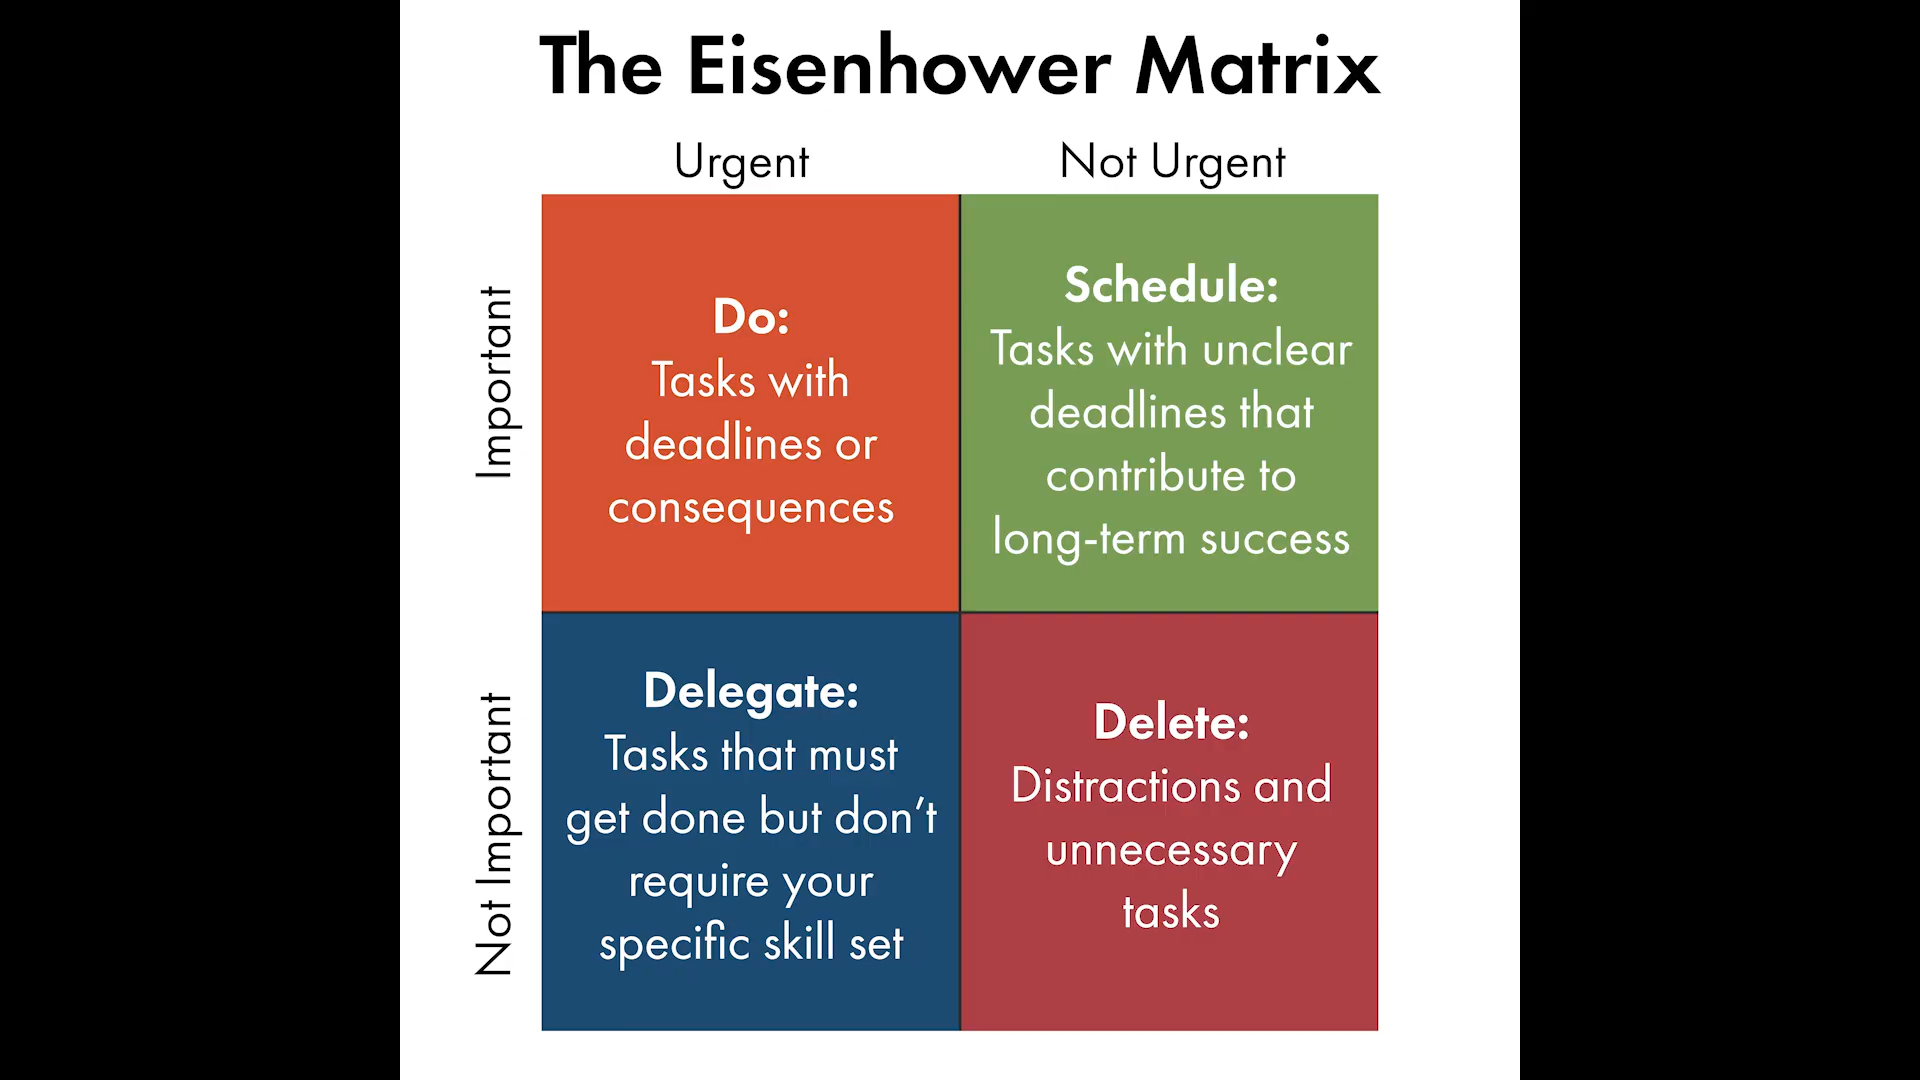 The Eisenhower Matrix
Urgent
Not Urgent
Important
Do:
Tasks with
deadlines or
consequences
Schedule:
Tasks with unclear
deadlines that
contribute to
long-term success
Not Important
Delegate:
Tasks that must
get done but don’t
require your
specific skill set
Delete:
Distractions and
unnecessary
tasks